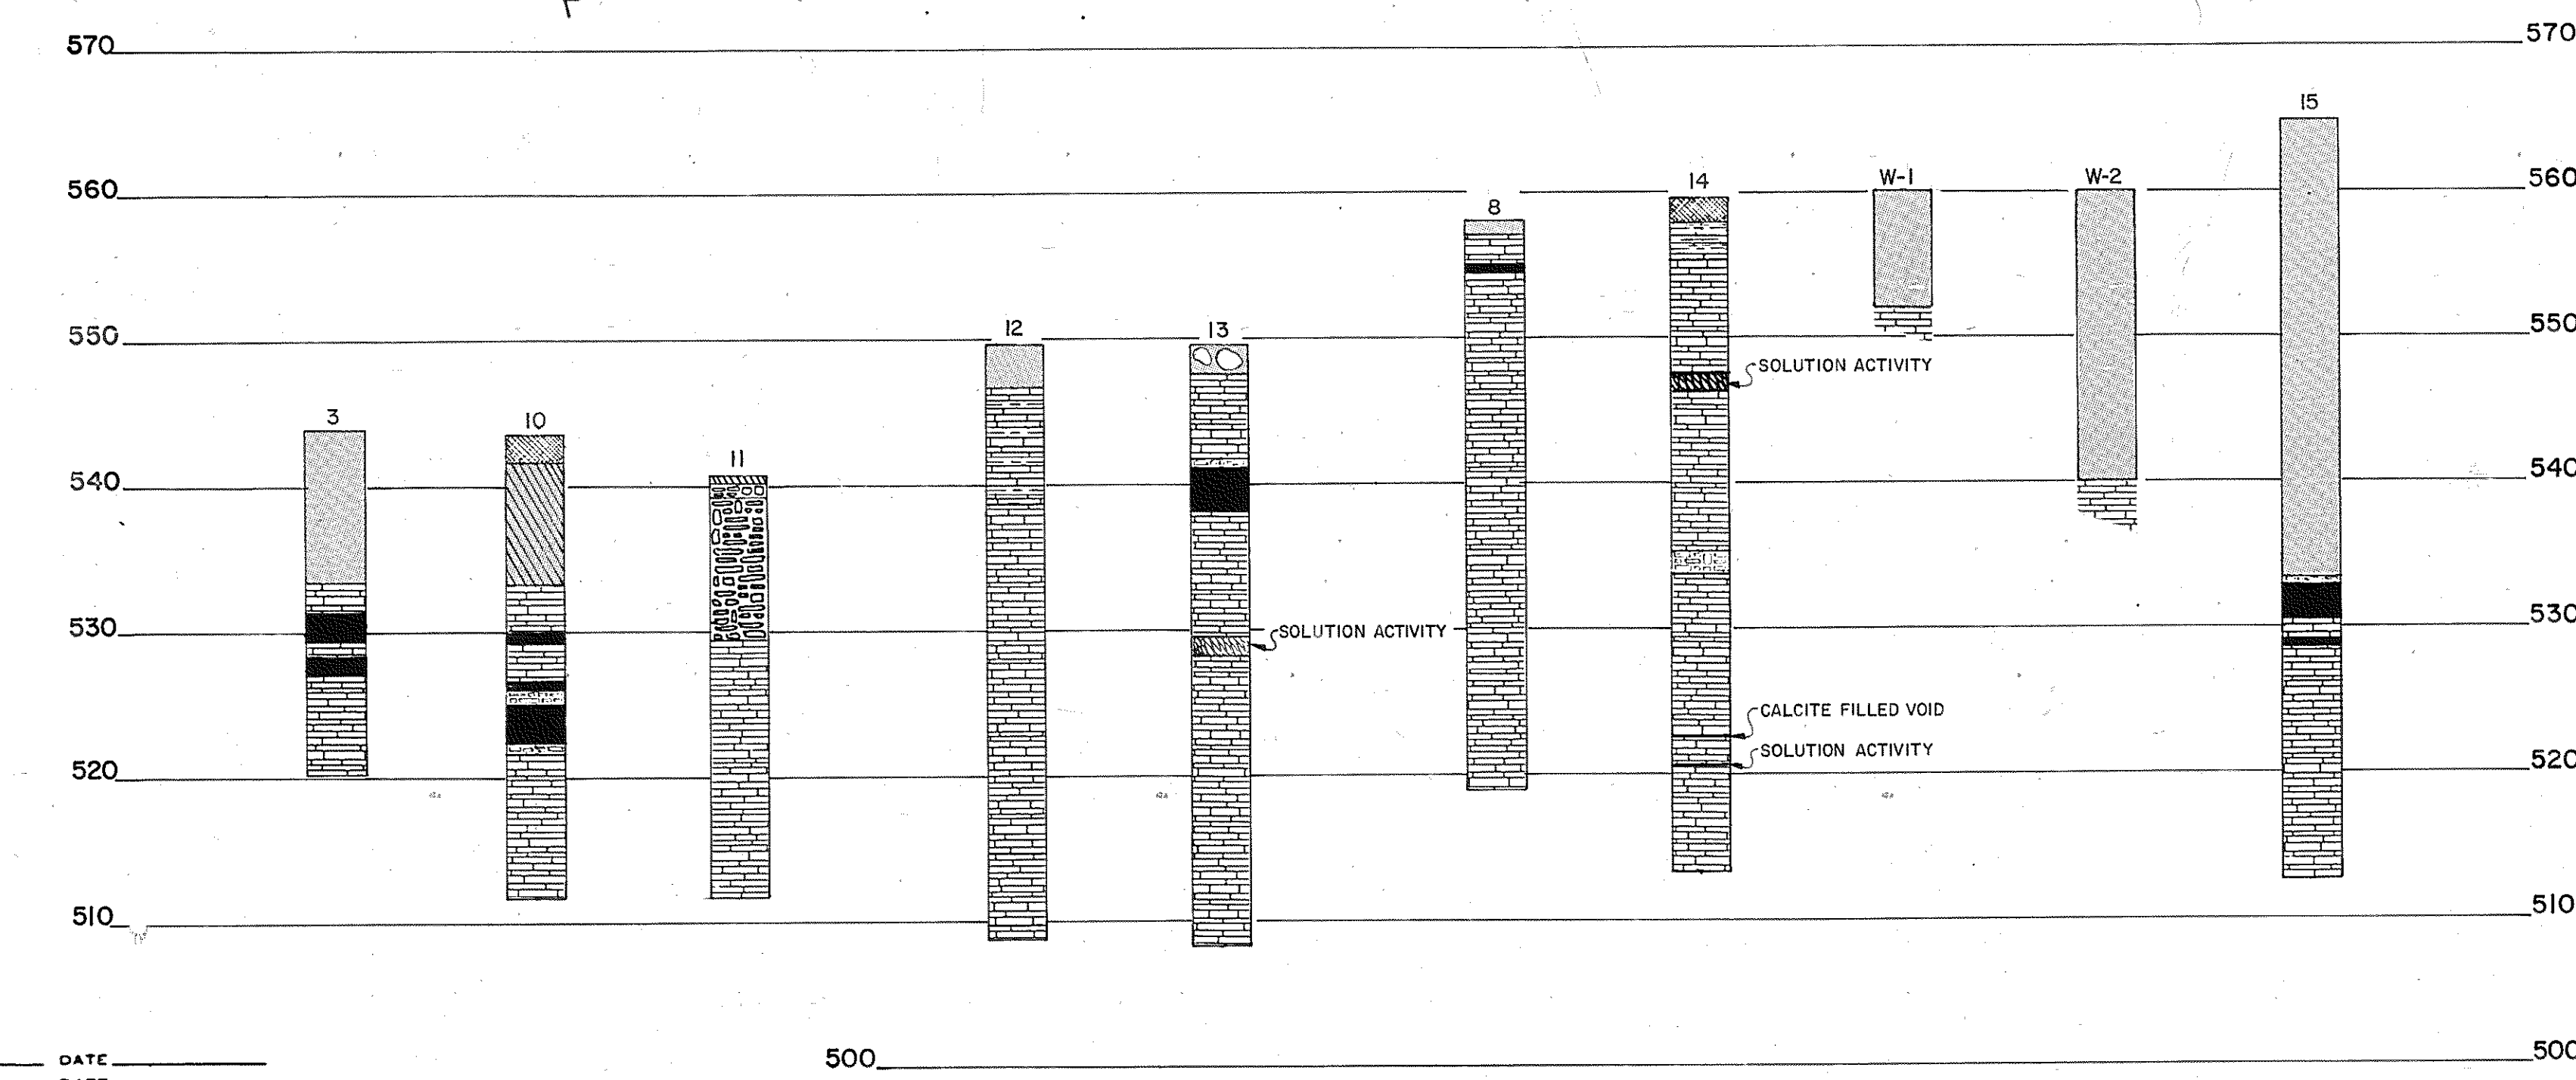 570 570
15
560 14 W-1 W-2 560
8
550 12 13 550
SOLUTION ACTIVITY
3 10
11
540 540
530 SOLUTION ACTIVITY 530
CALCITE FILLED VOID
SOLUTION ACTIVITY
520 520
510 510
DATE 500 500